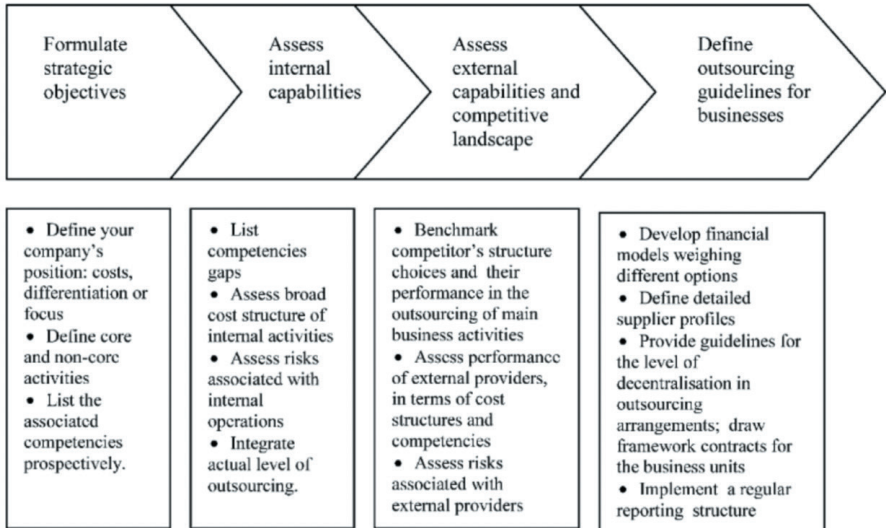 Formulate
strategic
objectives
Assess
internal
capabilities
Assess
external
capabilities and
competitive
landscape
Define
outsourcing
guidelines for
businesses
• Define your
company's
position: costs,
differentiation or
focus
• Define core
and non-core
activities
• List the
associated
competencies
prospectively.
• List
competencies
gaps
• Assess broad
cost structure of
internal activities
• Assess risks
associated with
internal
operations
• Integrate
actual level of
outsourcing.
• Benchmark
competitor's structure
choices and their
performance in the
outsourcing of main
business activities
• Assess performance
of external providers,
in terms of cost
structures and
competencies
• Assess risks
associated with
external providers
• Develop financial
models weighing
different options
• Define detailed
supplier profiles
• Provide guidelines for
the level of
decentralisation in
outsourcing
arrangements; draw
framework contracts for
the business units
• Implement a regular
reporting structure